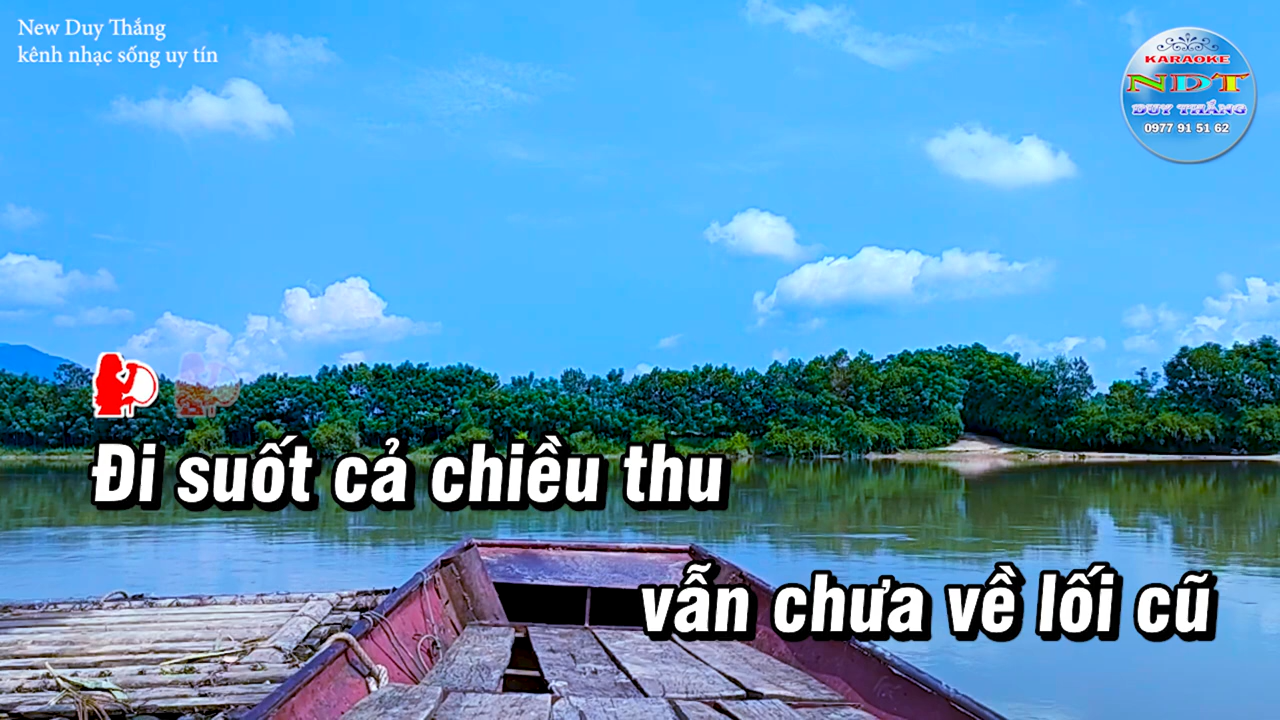 New Duy Thắng
kênh nhạc sống uy tín
KARAOKE
NDT
DUY THẮNG
0977 91 51 62
Đi suốt cả chiều thu
vẫn chưa về lối cũ